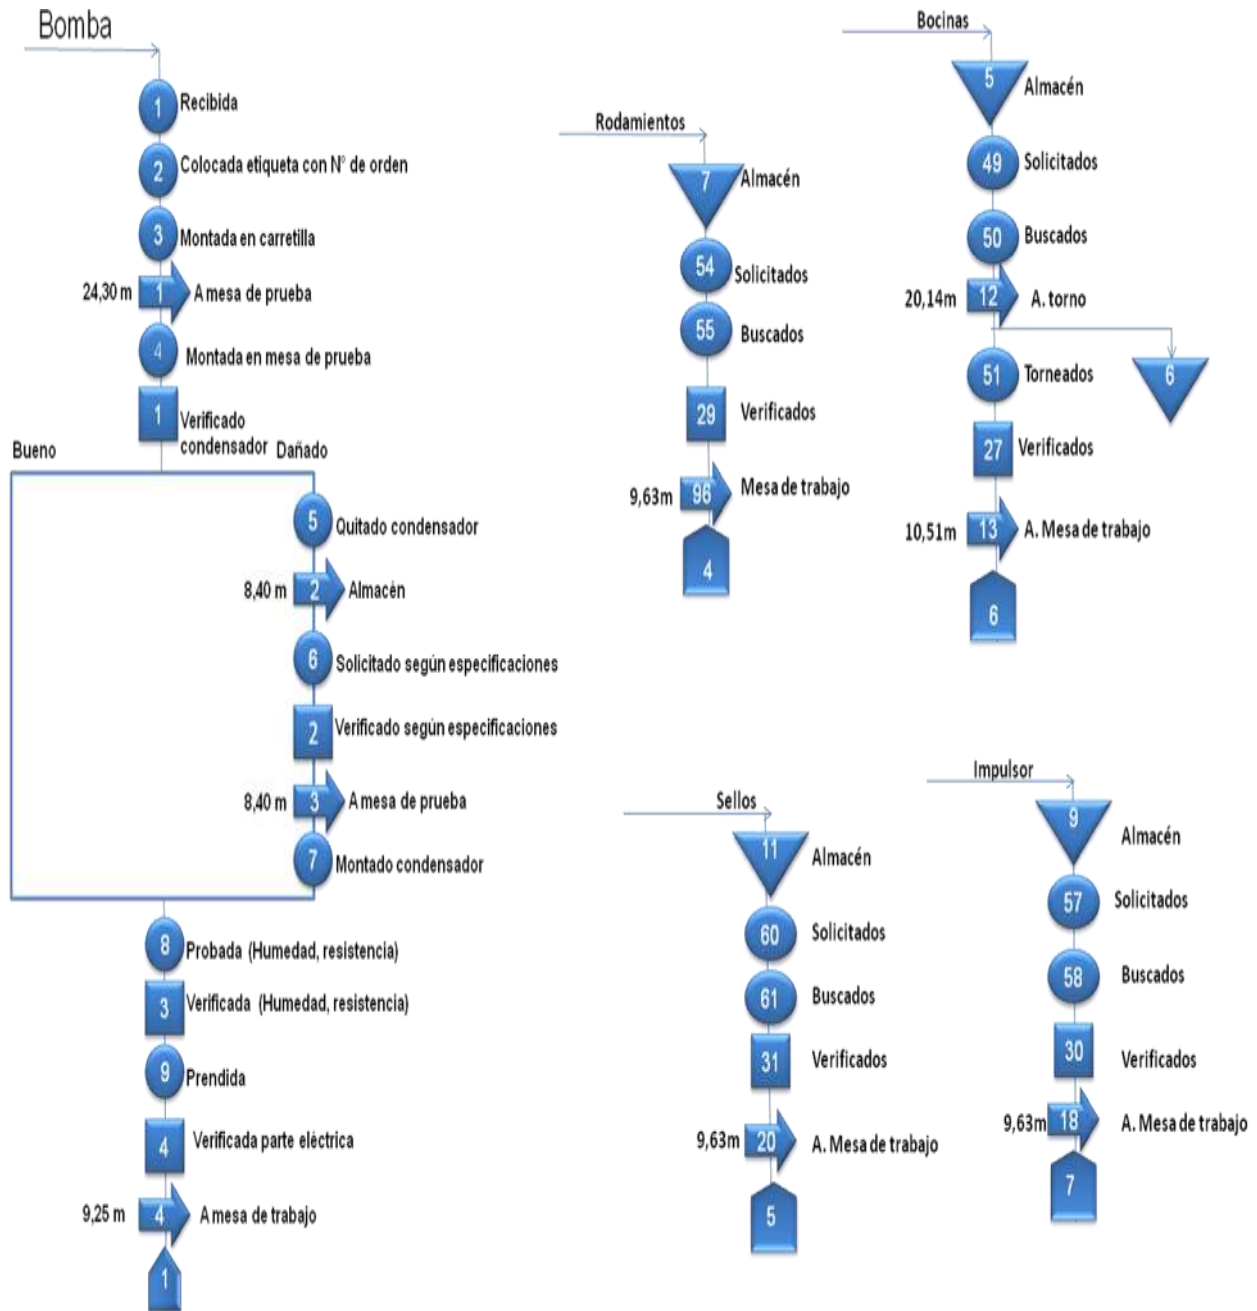 Bomba
1 Recibida
2 Colocada etiqueta con N° de orden
3 Montada en carretilla
24,30 m 1 A mesa de prueba
4 Montada en mesa de prueba
1 Verificado
condensador
Bueno
Dañado
5 Quitado condensador
8,40 m 2 Almacén
6 Solicitado según especificaciones
2 Verificado según especificaciones
8,40 m 3 A mesa de prueba
7 Montado condensador
8 Probada (Humedad, resistencia)
3 Verificada (Humedad, resistencia)
9 Prendida
4 Verificada parte eléctrica
9,25 m 4 A mesa de trabajo
1
Rodamientos
7 Almacén
54 Solicitados
55 Buscados
29 Verificados
9,63m 96 Mesa de trabajo
4
Bocinas
5 Almacén
49 Solicitados
50 Buscados
20,14m 12 A. torno
6
51 Torneados
27 Verificados
10,51m 13 A. Mesa de trabajo
6
Sellos
11 Almacén
60 Solicitados
61 Buscados
31 Verificados
9,63m 20 A. Mesa de trabajo
5
Impulsor
9 Almacén
57 Solicitados
58 Buscados
30 Verificados
9,63m 18 A. Mesa de trabajo
7